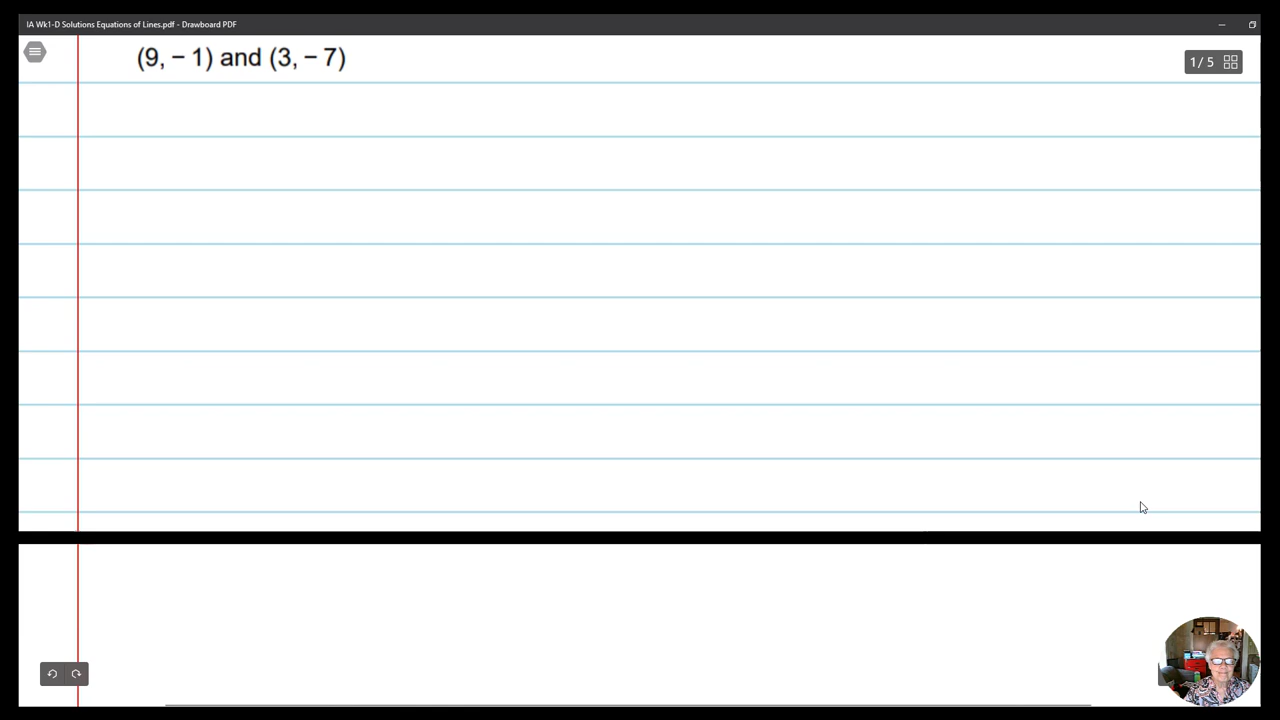 IA Wk1-D Solutions Equations of Lines.pdf - Drawboard PDF
(9, − 1) and (3, − 7)
1 / 5